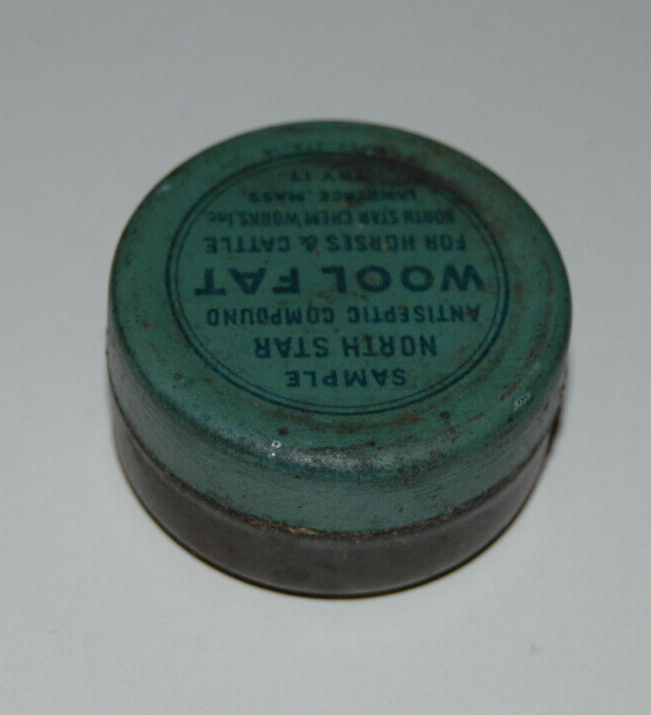 SAMPLE
NORTH STAR
ANTISEPTIC COMPOUND
WOOL FAT
FOR HORSES & CATTLE
NORTH STAR CHEM WORKS, Inc.
LAWRENCE, MASS.
TRY IT